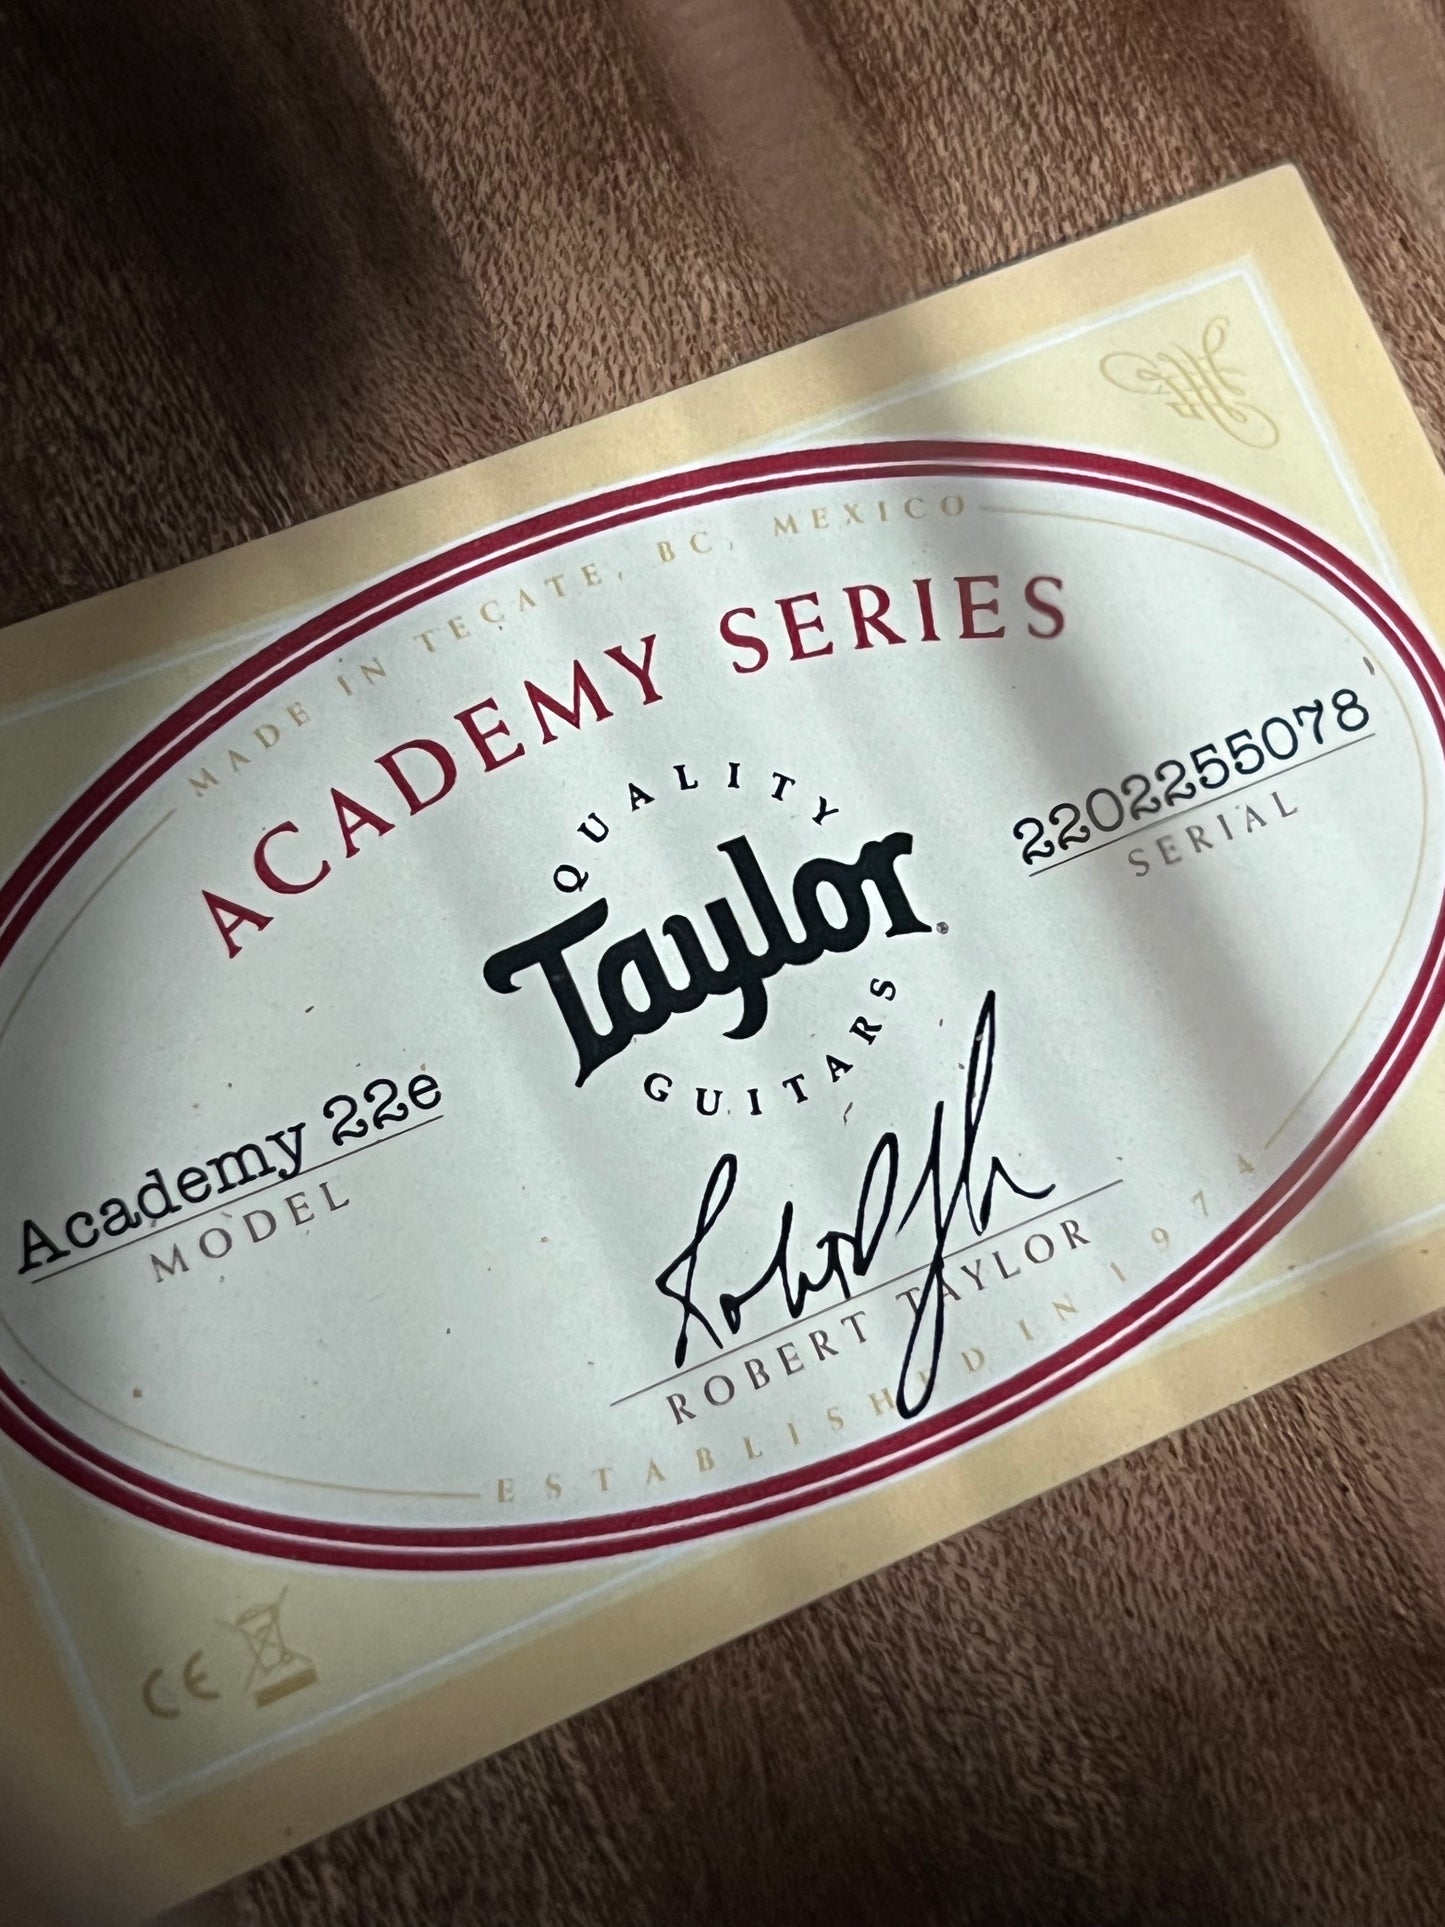 MADE IN TECATE, BC, MEXICO
ACADEMY SERIES
QUALITY
Taylor
GUITARS
2202255078
SERIAL
Academy 22e
MODEL
ROBERT TAYLOR
ESTABLISHED IN 1974
CE